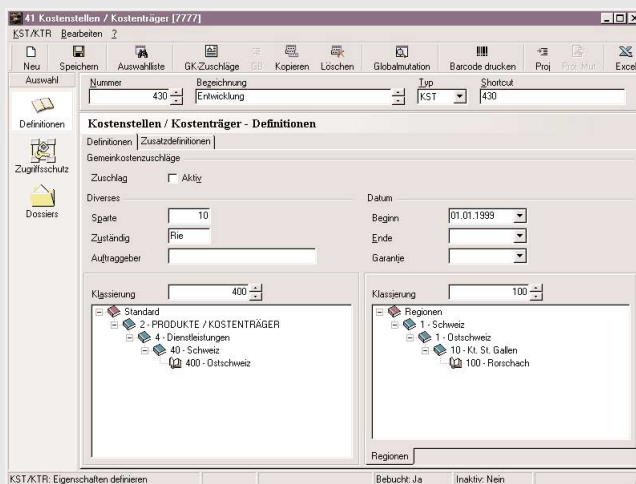 41 Kostenstellen / Kostenträger [7777]
KST/KTR Bearbeiten ?
Neu Speichern Auswahlliste GK-Zuschläge GB Kopieren Löschen Globalmutation Barcode drucken Proj Proj. Mut. Excel
Auswahl
Definitionen
Zugriffsschutz
Dossiers
Nummer Bezeichnung Typ Shortcut
430 Entwicklung KST 430
Kostenstellen / Kostenträger - Definitionen
Definitionen Zusatzdefinitionen
Gemeinkostenzuschläge
Zuschlag Aktiv
Diverses Datum
Sparte 10 Beginn 01.01.1999
Zuständig Rie Ende
Auftraggeber Garantie
Klassierung 400 Klassierung 100
Standard
2 - PRODUKTE / KOSTENTRÄGER
4 - Dienstleistungen
40 - Schweiz
400 - Ostschweiz
Regionen
1 - Schweiz
1 - Ostschweiz
10 - Kt. St. Gallen
100 - Rorschach
Regionen
KST/KTR: Eigenschaften definieren Bebucht: Ja Inaktiv: Nein